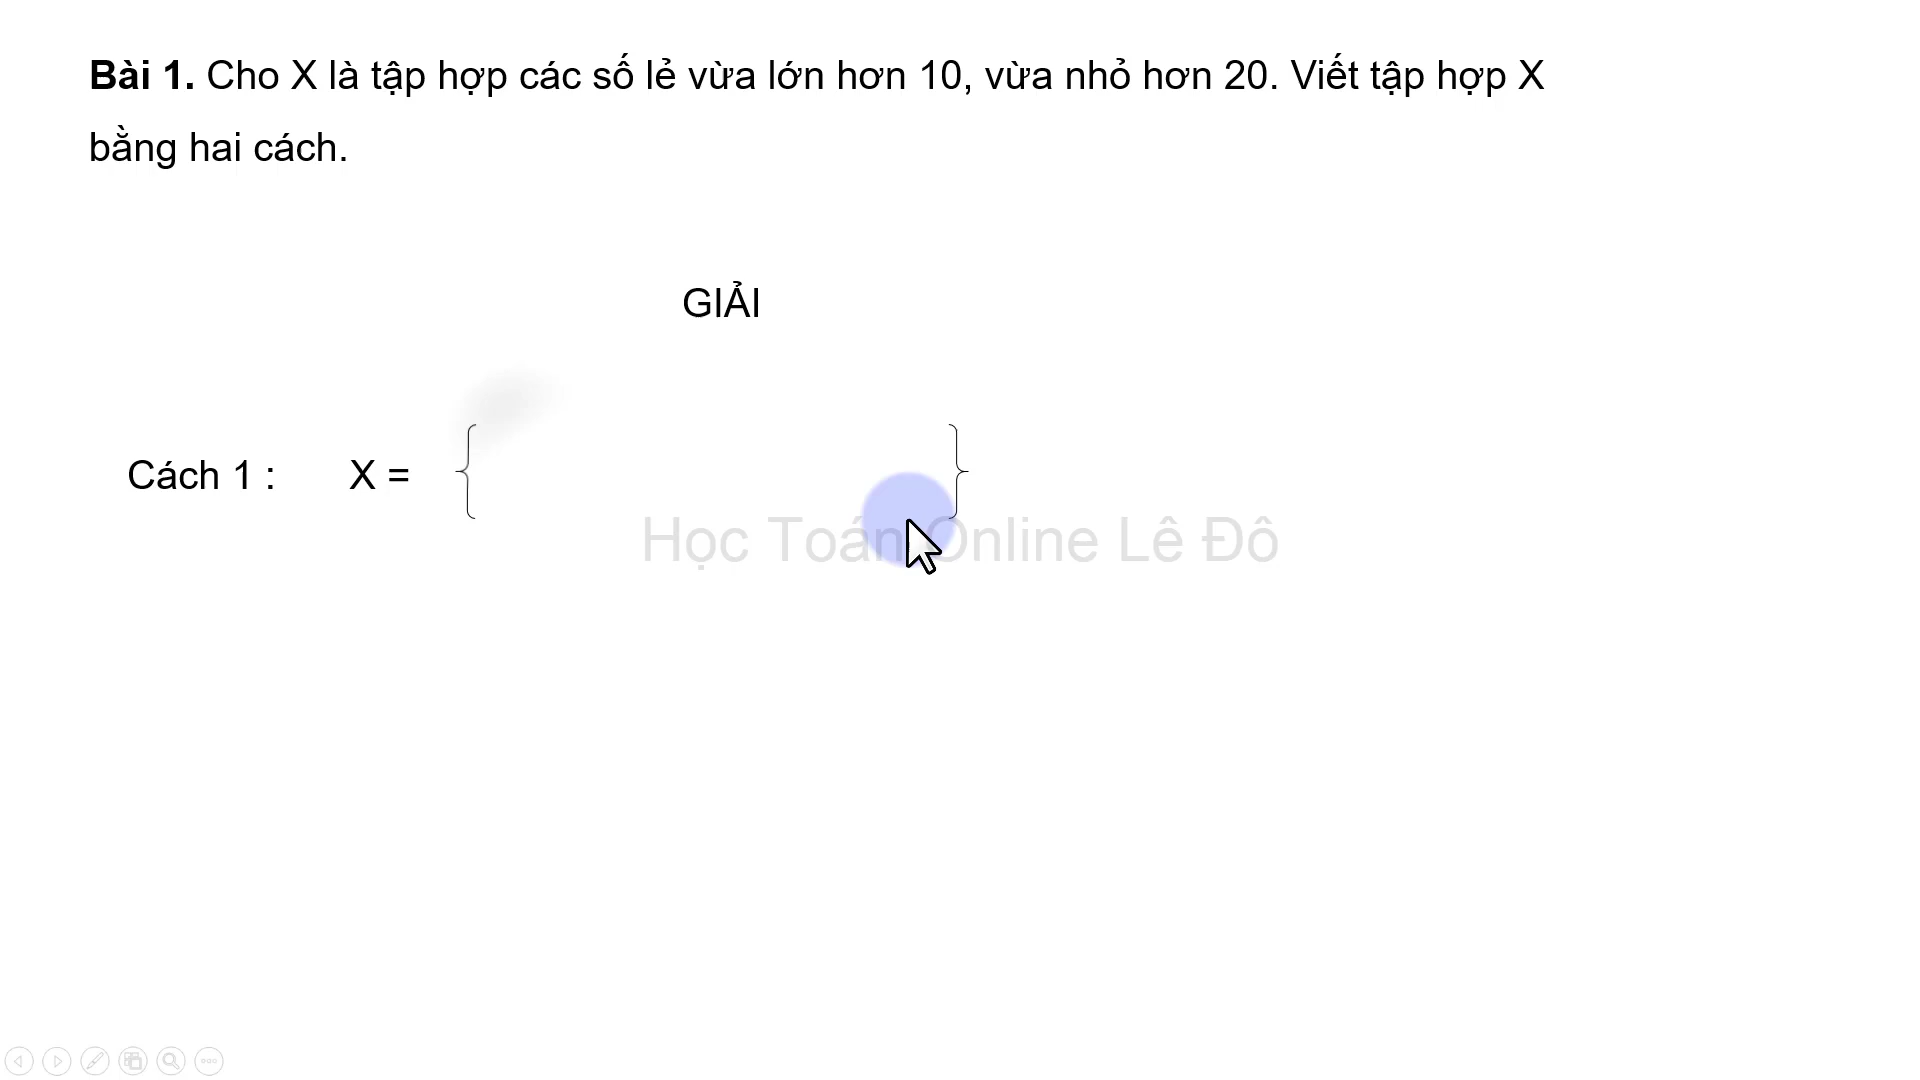 Bài 1. Cho X là tập hợp các số lẻ vừa lớn hơn 10, vừa nhỏ hơn 20. Viết tập hợp X
bằng hai cách.
GIẢI
Cách 1 : X = { }
Học Toán Online Lê Đô